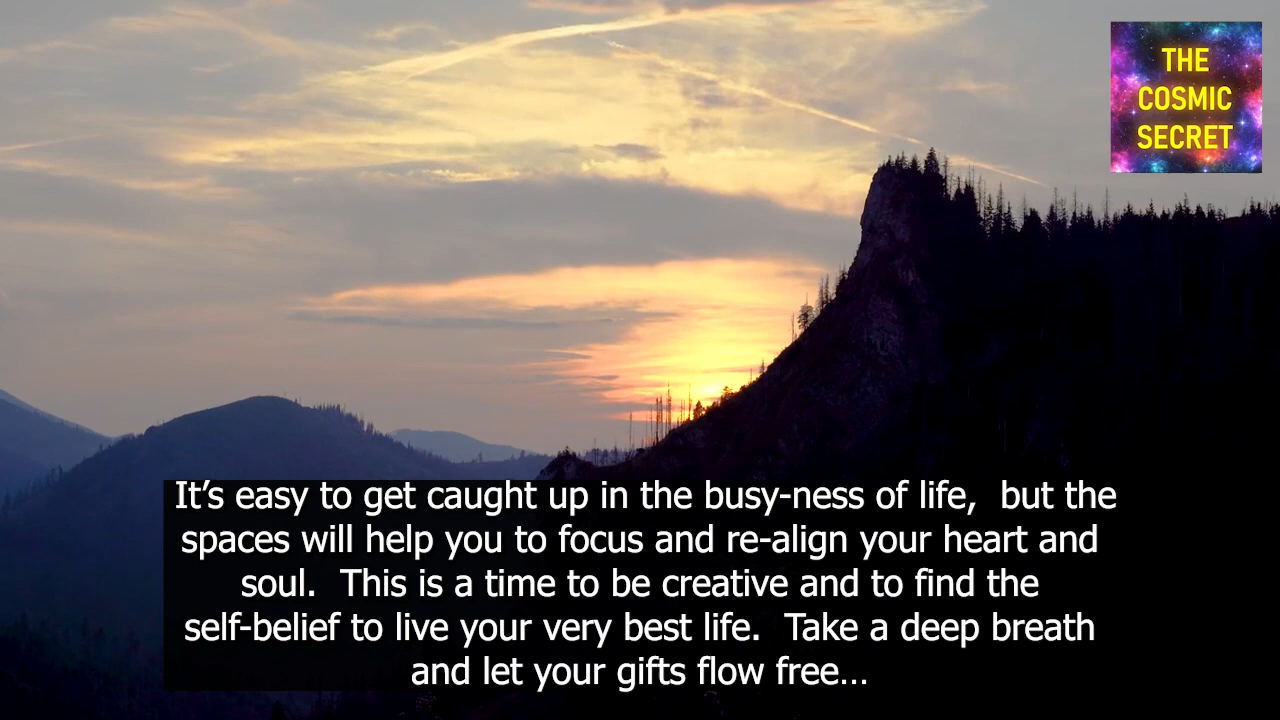 THE
COSMIC
SECRET
It’s easy to get caught up in the busy-ness of life,  but the
spaces will help you to focus and re-align your heart and
soul.  This is a time to be creative and to find the
self-belief to live your very best life.  Take a deep breath
and let your gifts flow free…